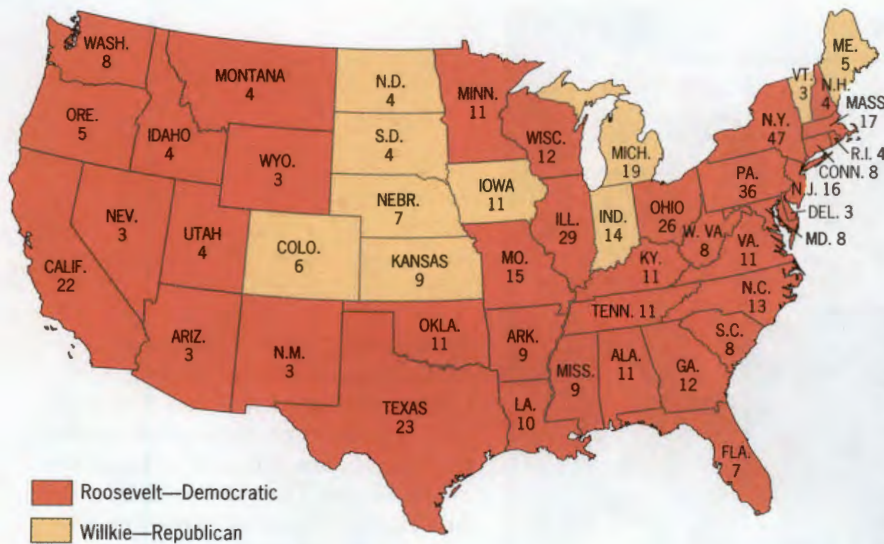 WASH.
8
MONTANA
4
N.D.
4
MINN.
11
ORE.
5
IDAHO
4
WYO.
3
S.D.
4
WISC.
12
MICH.
19
ME.
5
VT.
3
N.H.
4
MASS
17
N.Y.
47
R.I. 4
CONN. 8
PA.
36
N.J. 16
DEL. 3
MD. 8
NEV.
3
UTAH
4
COLO.
6
NEBR.
7
IOWA
11
ILL.
29
IND.
14
OHIO
26
W. VA.
8
VA.
11
CALIF.
22
KANSAS
9
MO.
15
KY.
11
N.C.
13
TENN. 11
S.C.
8
ARIZ.
3
N.M.
3
OKLA.
11
ARK.
9
MISS.
9
ALA.
11
GA.
12
TEXAS
23
LA.
10
FLA.
7
Roosevelt—Democratic
Willkie—Republican